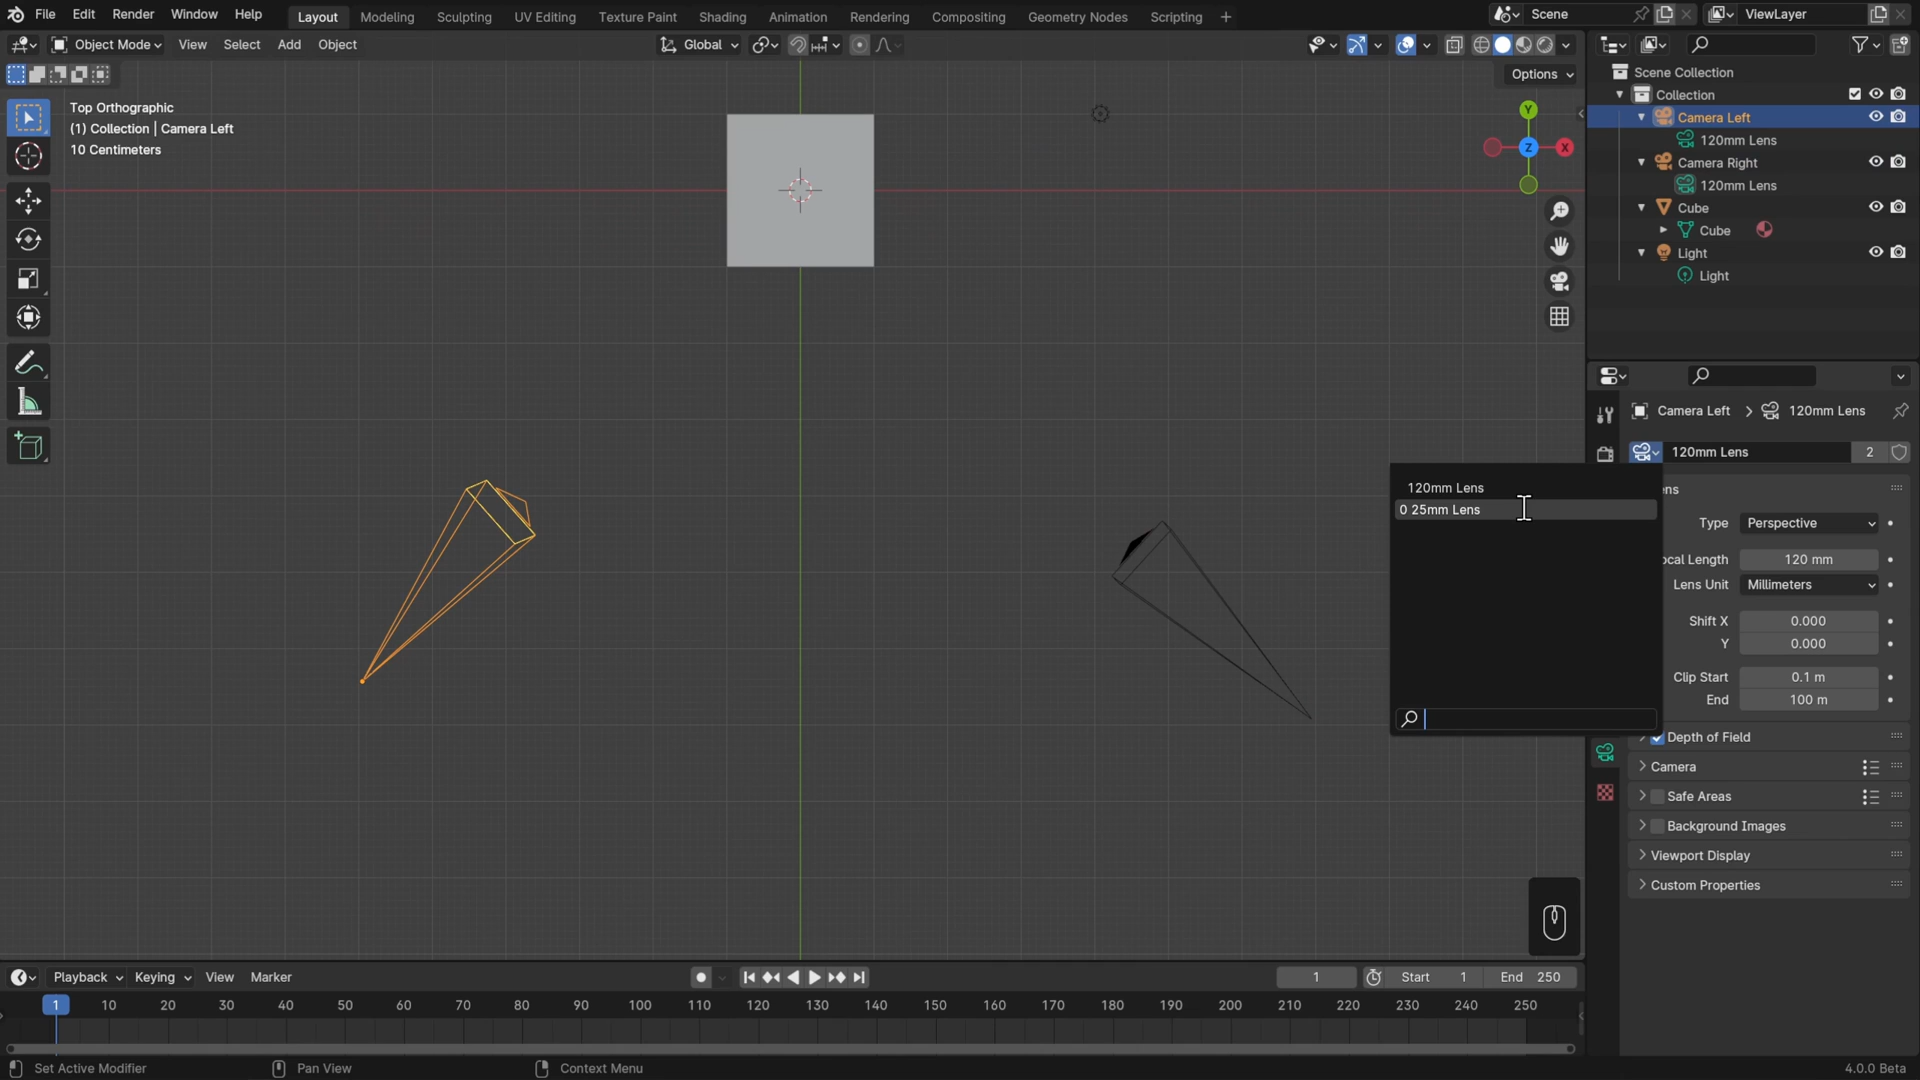 File Edit Render Window Help Layout Modeling Sculpting UV Editing Texture Paint Shading Animation Rendering Compositing Geometry Nodes Scripting + Scene ViewLayer
Object Mode View Select Add Object Global
Options
Top Orthographic
(1) Collection | Camera Left
10 Centimeters
Y
Z
X
Scene Collection
Collection
Camera Left
120mm Lens
Camera Right
120mm Lens
Cube
Cube
Light
Light
Camera Left > 120mm Lens
120mm Lens 2
120mm Lens
0 25mm Lens
ens
Type Perspective
ocal Length 120 mm
Lens Unit Millimeters
Shift X 0.000
Y 0.000
Clip Start 0.1 m
End 100 m
Depth of Field
Camera
Safe Areas
Background Images
Viewport Display
Custom Properties
Playback Keying View Marker 1 Start 1 End 250
1 10 20 30 40 50 60 70 80 90 100 110 120 130 140 150 160 170 180 190 200 210 220 230 240 250
Set Active Modifier Pan View Context Menu 4.0.0 Beta